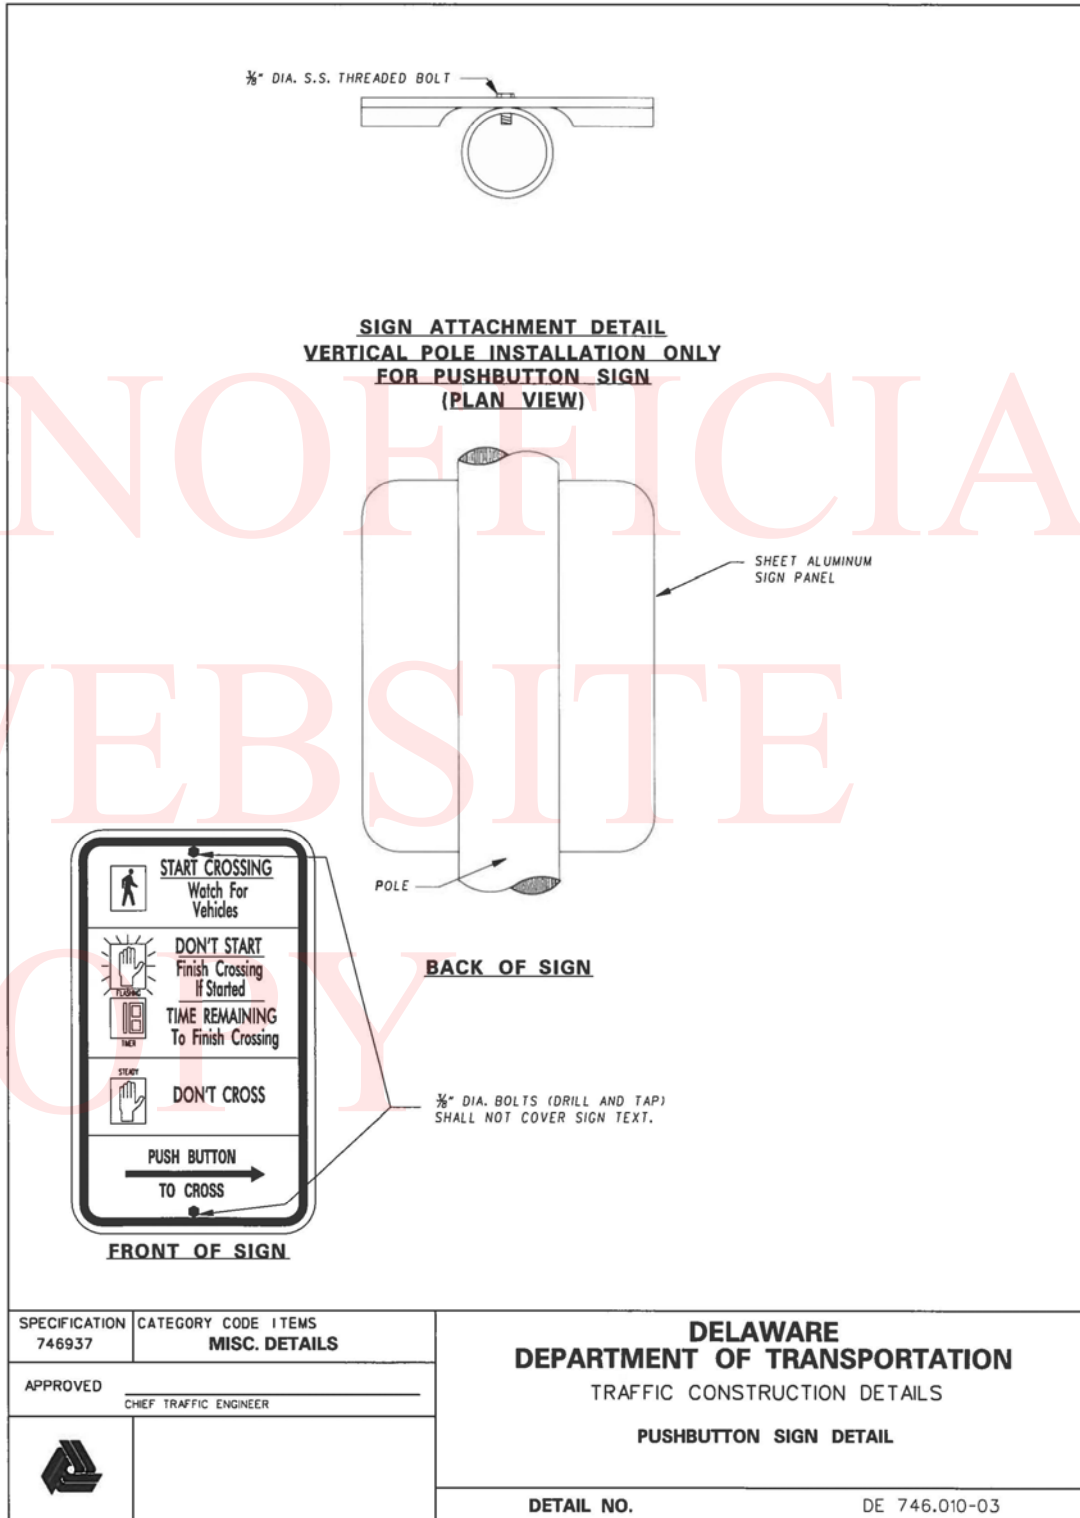 ⅜" DIA. S.S. THREADED BOLT
SIGN ATTACHMENT DETAIL
VERTICAL POLE INSTALLATION ONLY
FOR PUSHBUTTON SIGN
(PLAN VIEW)
NOFFICIA
SHEET ALUMINUM
SIGN PANEL
WEBSITE
POLE
BACK OF SIGN
START CROSSING
Watch For
Vehicles
DON'T START
Finish Crossing
If Started
FLASHING
TIME REMAINING
To Finish Crossing
TIMER
STEADY
DON'T CROSS
PUSH BUTTON
TO CROSS
COPY
⅜" DIA. BOLTS (DRILL AND TAP)
SHALL NOT COVER SIGN TEXT.
FRONT OF SIGN
SPECIFICATION
746937
CATEGORY CODE ITEMS
MISC. DETAILS
APPROVED
CHIEF TRAFFIC ENGINEER
DELAWARE
DEPARTMENT OF TRANSPORTATION
TRAFFIC CONSTRUCTION DETAILS
PUSHBUTTON SIGN DETAIL
DETAIL NO. DE 746.010-03